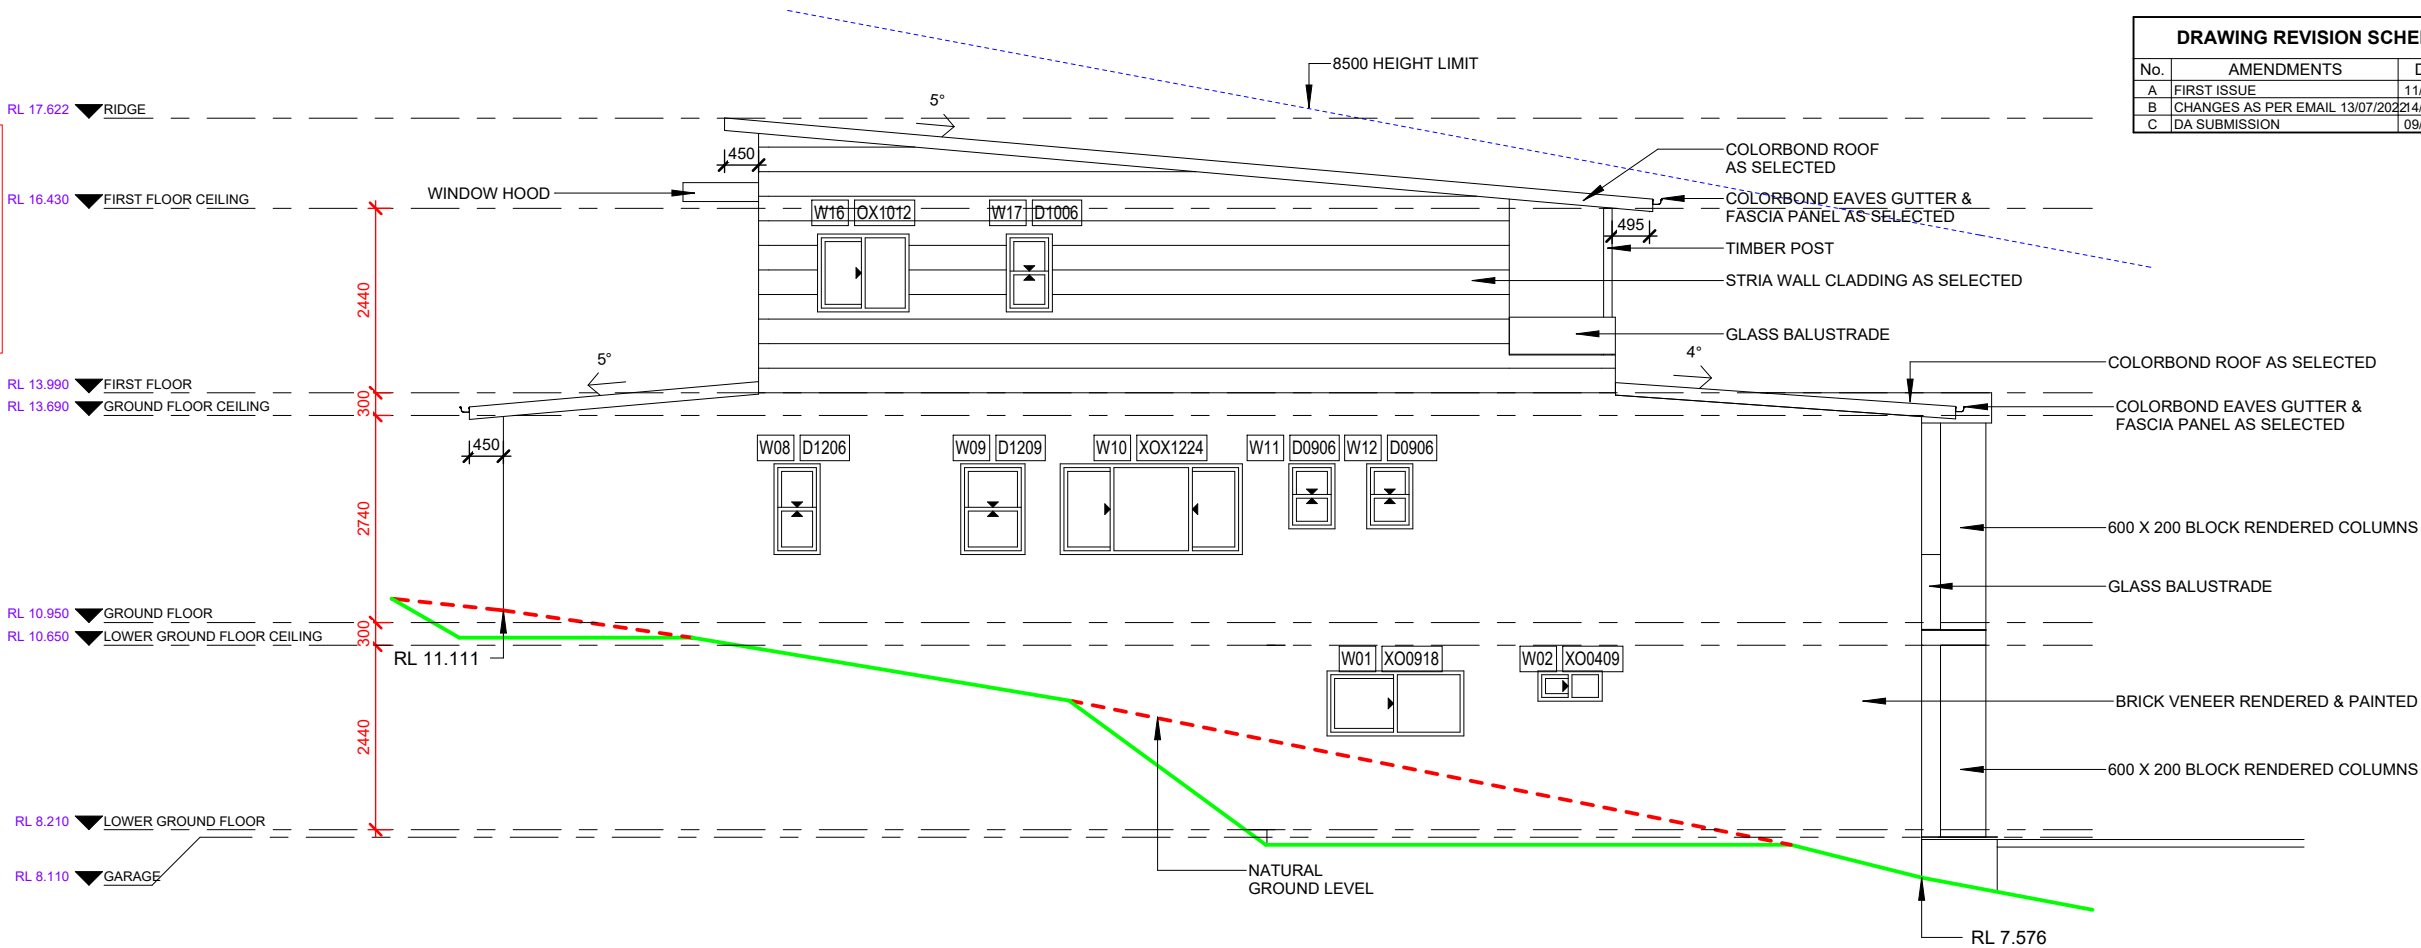 DRAWING REVISION SCHE
No. AMENDMENTS D
A FIRST ISSUE 11/
B CHANGES AS PER EMAIL 13/07/2022 14/
C DA SUBMISSION 09/
8500 HEIGHT LIMIT
RL 17.622 RIDGE
5°
450
COLORBOND ROOF
AS SELECTED
WINDOW HOOD
RL 16.430 FIRST FLOOR CEILING
COLORBOND EAVES GUTTER &
FASCIA PANEL AS SELECTED
W16 OX1012 W17 D1006
495
TIMBER POST
STRIA WALL CLADDING AS SELECTED
2440
GLASS BALUSTRADE
5°
4°
COLORBOND ROOF AS SELECTED
RL 13.990 FIRST FLOOR
300
RL 13.690 GROUND FLOOR CEILING
COLORBOND EAVES GUTTER &
FASCIA PANEL AS SELECTED
450
W08 D1206 W09 D1209 W10 XOX1224 W11 D0906 W12 D0906
2740
600 X 200 BLOCK RENDERED COLUMNS
GLASS BALUSTRADE
RL 10.950 GROUND FLOOR
300
RL 10.650 LOWER GROUND FLOOR CEILING
RL 11.111
W01 XO0918 W02 XO0409
BRICK VENEER RENDERED & PAINTED
2440
600 X 200 BLOCK RENDERED COLUMNS
RL 8.210 LOWER GROUND FLOOR
RL 8.110 GARAGE
NATURAL
GROUND LEVEL
RL 7.576